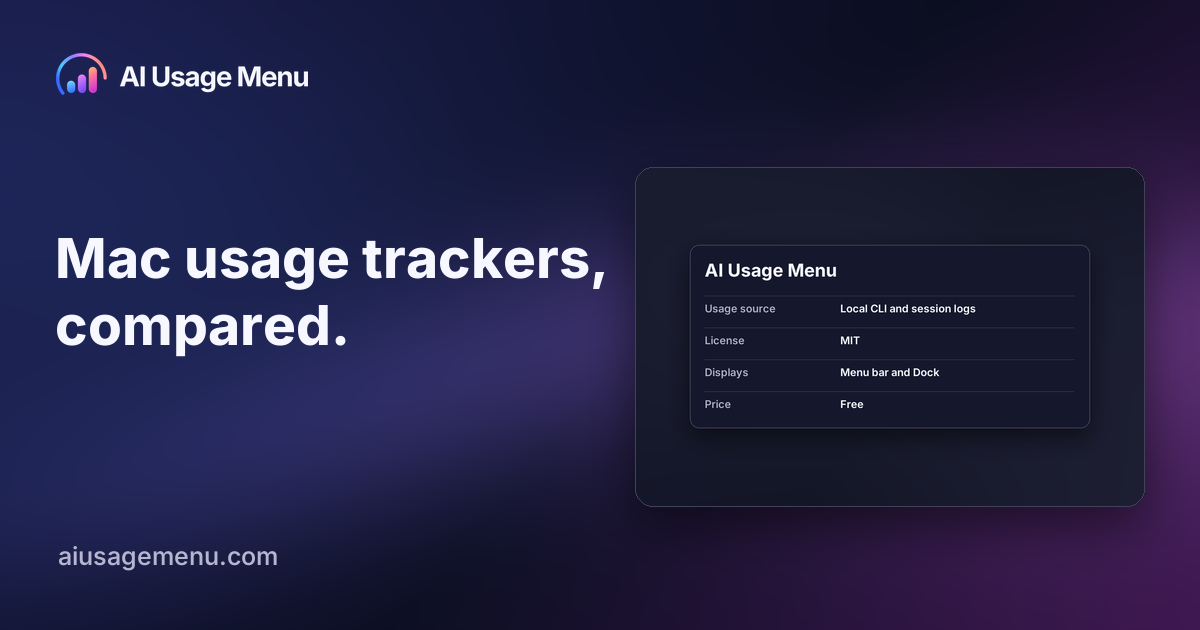 AI Usage Menu
Mac usage trackers,
compared.
AI Usage Menu
Usage source Local CLI and session logs
License MIT
Displays Menu bar and Dock
Price Free
aiusagemenu.com